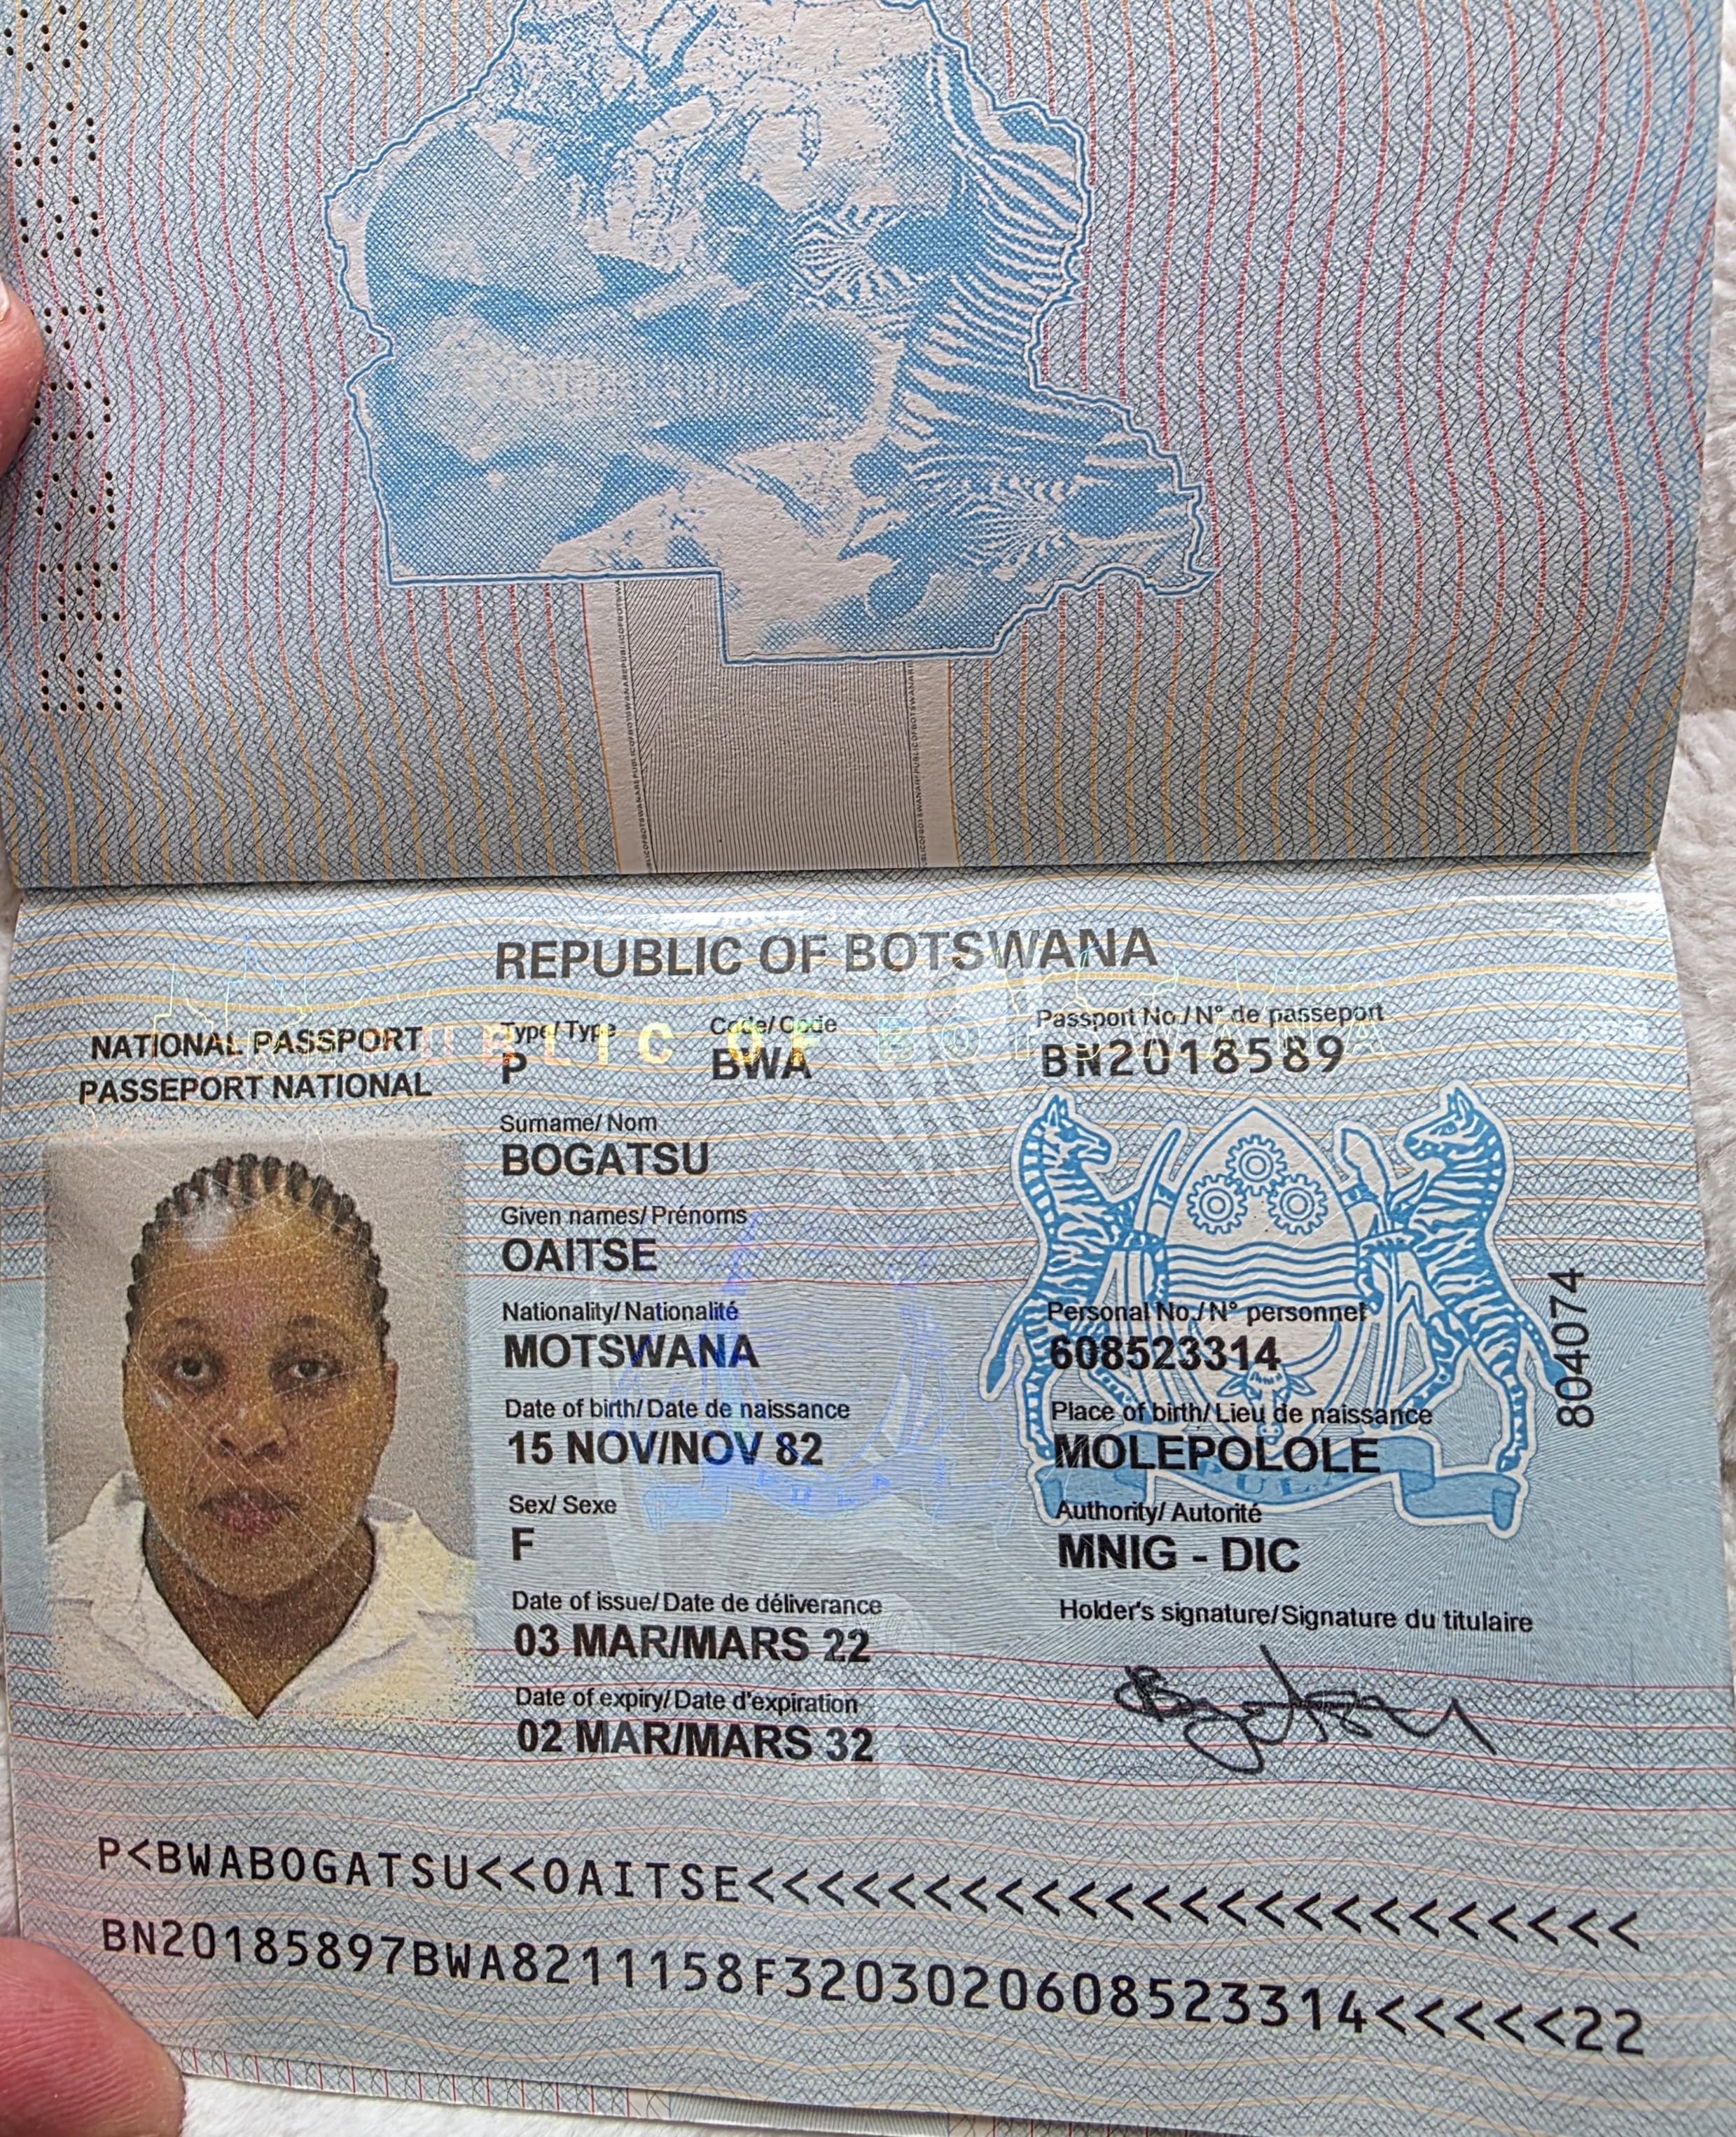 REPUBLIC OF BOTSWANA
NATIONAL PASSPORT
PASSEPORT NATIONAL
Type/ Type
P
Code/ Code
BWA
Passport No./ N° de passeport
BN2018589
Surname/ Nom
BOGATSU
Given names/ Prénoms
OAITSE
Nationality/ Nationalité
MOTSWANA
Personal No./ N° personnel
608523314
Date of birth/ Date de naissance
15 NOV/NOV 82
Place of birth/ Lieu de naissance
MOLEPOLOLE
Sex/ Sexe
F
Authority/ Autorité
MNIG - DIC
Date of issue/ Date de déliverance
03 MAR/MARS 22
Holder's signature/ Signature du titulaire
Date of expiry/ Date d'expiration
02 MAR/MARS 32
804074
PULA
REPUBLIC OF BOTSWANA
P<BWABOGATSU<<OAITSE<<<<<<<<<<<<<<<<<<<<<<<<
BN20185897BWA8211158F3203020608523314<<<<<22